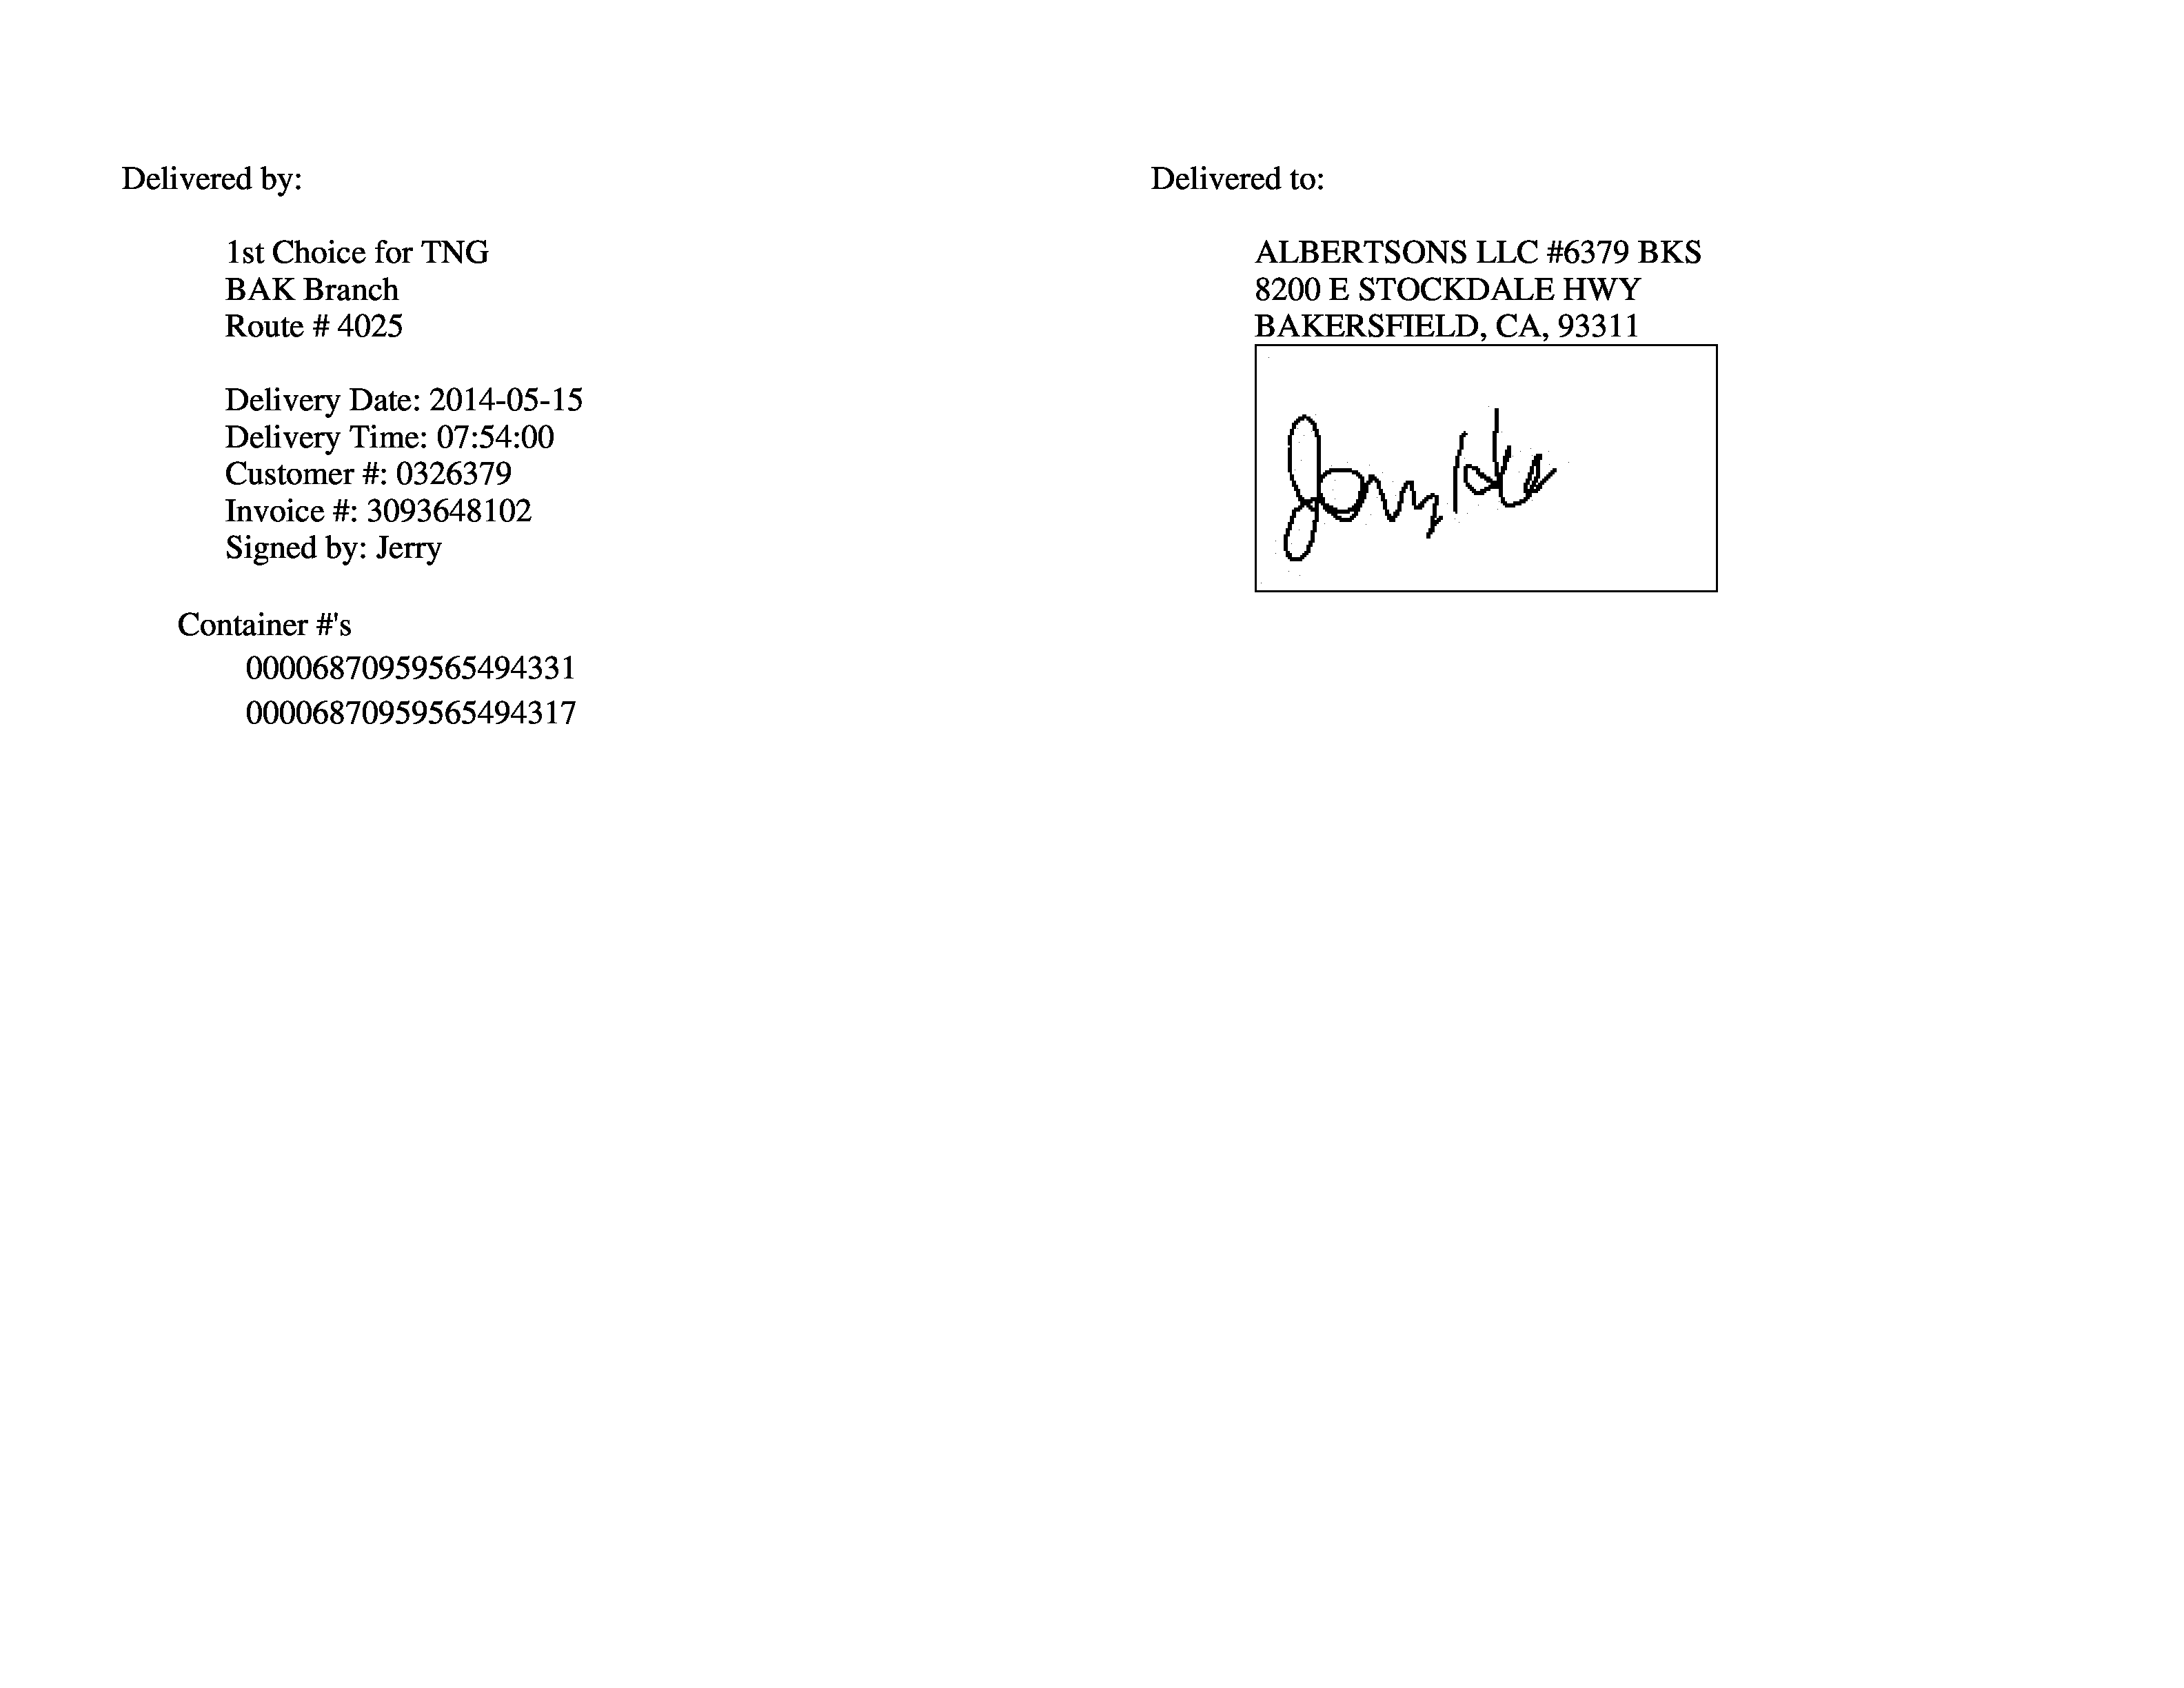 Delivered by:
1st Choice for TNG
BAK Branch
Route # 4025
Delivery Date: 2014-05-15
Delivery Time: 07:54:00
Customer #: 0326379
Invoice #: 3093648102
Signed by: Jerry
Container #'s
00006870959565494331
00006870959565494317
Delivered to:
ALBERTSONS LLC #6379 BKS
8200 E STOCKDALE HWY
BAKERSFIELD, CA, 93311